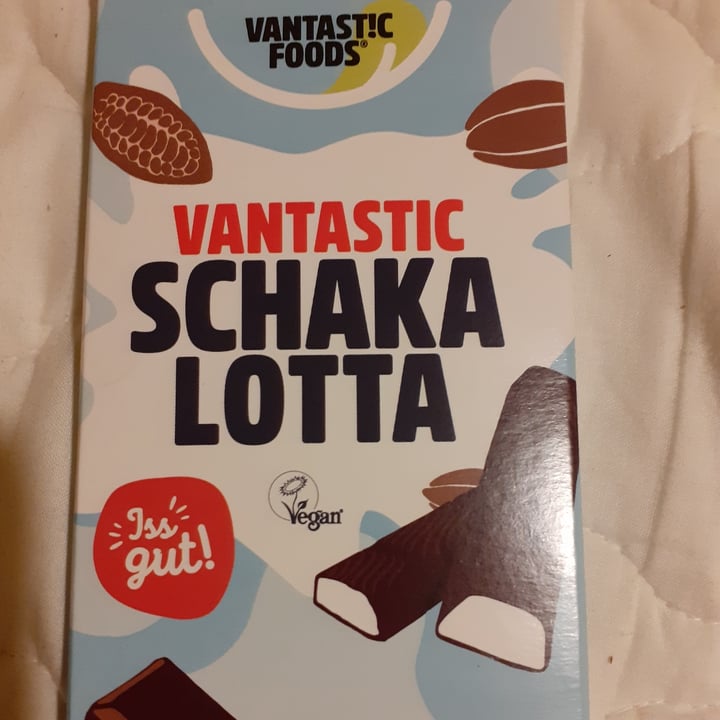 VANTAST!C
FOODS®
VANTASTIC
SCHAKA
LOTTA
Vegan
Iss
gut!